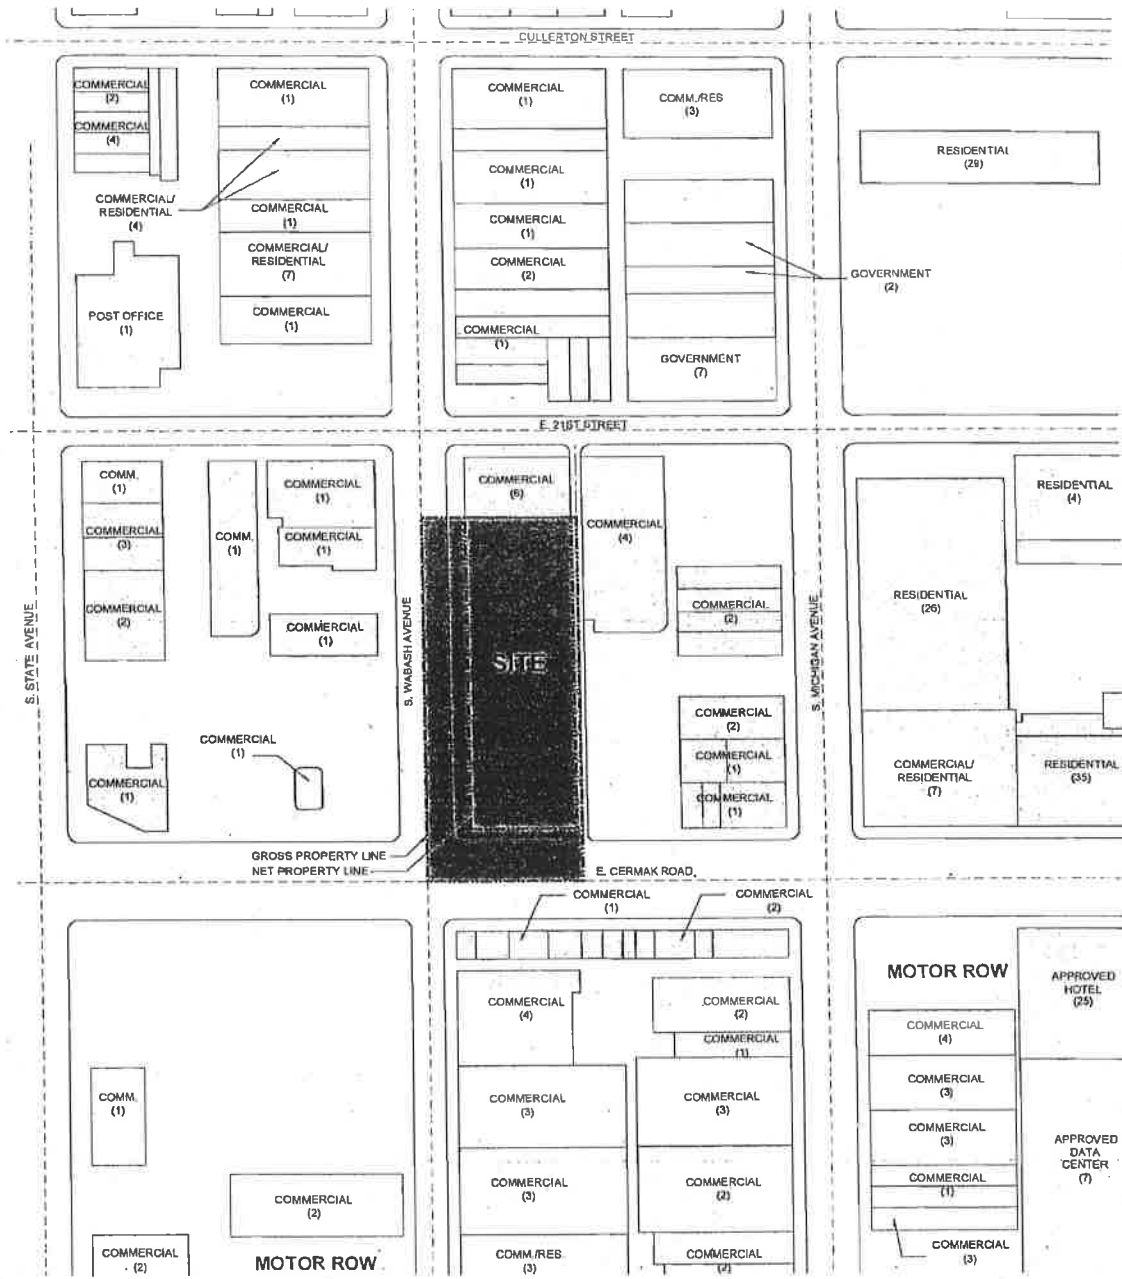 CULLERTON STREET
COMMERCIAL
(2)
COMMERCIAL
(4)
COMMERCIAL
(1)
COMMERCIAL/
RESIDENTIAL
(4)
COMMERCIAL
(1)
COMMERCIAL/
RESIDENTIAL
(7)
COMMERCIAL
(1)
POST OFFICE
(1)
COMMERCIAL
(1)
COMM./RES
(3)
COMMERCIAL
(1)
COMMERCIAL
(1)
COMMERCIAL
(2)
COMMERCIAL
(1)
GOVERNMENT
(7)
RESIDENTIAL
(29)
GOVERNMENT
(2)
E. 21ST STREET
COMM.
(1)
COMMERCIAL
(3)
COMMERCIAL
(2)
COMM.
(1)
COMMERCIAL
(1)
COMMERCIAL
(1)
COMMERCIAL
(1)
COMMERCIAL
(1)
COMMERCIAL
(1)
S. STATE AVENUE
S. WABASH AVENUE
COMMERCIAL
(6)
SITE
COMMERCIAL
(4)
COMMERCIAL
(2)
COMMERCIAL
(2)
COMMERCIAL
(1)
COMMERCIAL
(1)
S. MICHIGAN AVENUE
RESIDENTIAL
(4)
RESIDENTIAL
(26)
COMMERCIAL/
RESIDENTIAL
(7)
RESIDENTIAL
(35)
GROSS PROPERTY LINE
NET PROPERTY LINE
E. CERMAK ROAD
COMMERCIAL
(1)
COMMERCIAL
(2)
COMMERCIAL
(4)
COMMERCIAL
(2)
COMMERCIAL
(1)
COMMERCIAL
(3)
COMMERCIAL
(3)
COMMERCIAL
(3)
COMMERCIAL
(2)
COMM./RES.
(3)
COMMERCIAL
(2)
COMM.
(1)
COMMERCIAL
(2)
COMMERCIAL
(2)
MOTOR ROW
MOTOR ROW
APPROVED
HOTEL
(25)
COMMERCIAL
(4)
COMMERCIAL
(3)
COMMERCIAL
(3)
COMMERCIAL
(1)
COMMERCIAL
(3)
APPROVED
DATA
CENTER
(7)